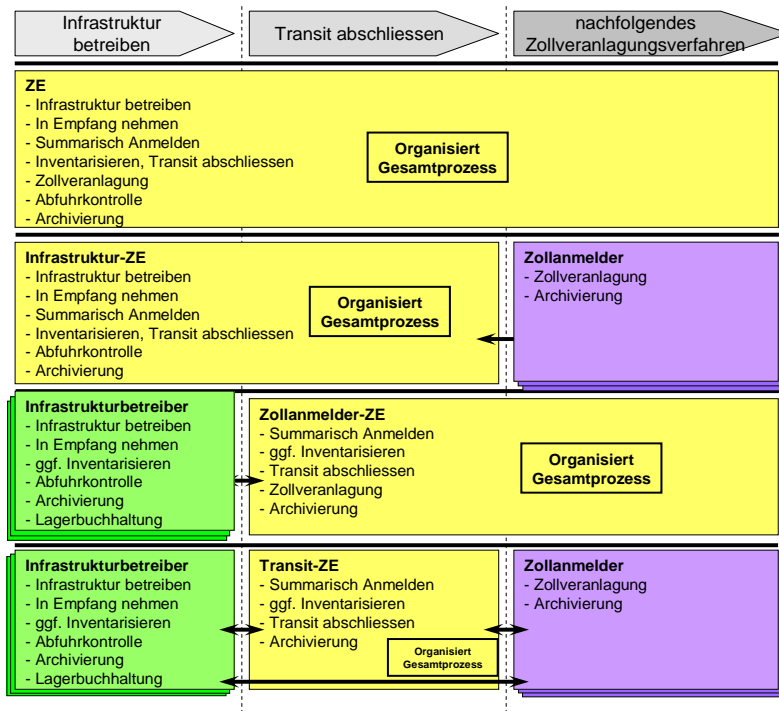 Infrastruktur
betreiben
Transit abschliessen
nachfolgendes
Zollveranlagungsverfahren
ZE
- Infrastruktur betreiben
- In Empfang nehmen
- Summarisch Anmelden
- Inventarisieren, Transit abschliessen
- Zollveranlagung
- Abfuhrkontrolle
- Archivierung
Organisiert
Gesamtprozess
Infrastruktur-ZE
- Infrastruktur betreiben
- In Empfang nehmen
- Summarisch Anmelden
- Inventarisieren, Transit abschliessen
- Abfuhrkontrolle
- Archivierung
Organisiert
Gesamtprozess
Zollanmelder
- Zollveranlagung
- Archivierung
Infrastrukturbetreiber
- Infrastruktur betreiben
- In Empfang nehmen
- ggf. Inventarisieren
- Abfuhrkontrolle
- Archivierung
- Lagerbuchhaltung
Zollanmelder-ZE
- Summarisch Anmelden
- ggf. Inventarisieren
- Transit abschliessen
- Zollveranlagung
- Archivierung
Organisiert
Gesamtprozess
Infrastrukturbetreiber
- Infrastruktur betreiben
- In Empfang nehmen
- ggf. Inventarisieren
- Abfuhrkontrolle
- Archivierung
- Lagerbuchhaltung
Transit-ZE
- Summarisch Anmelden
- ggf. Inventarisieren
- Transit abschliessen
- Archivierung
Organisiert
Gesamtprozess
Zollanmelder
- Zollveranlagung
- Archivierung